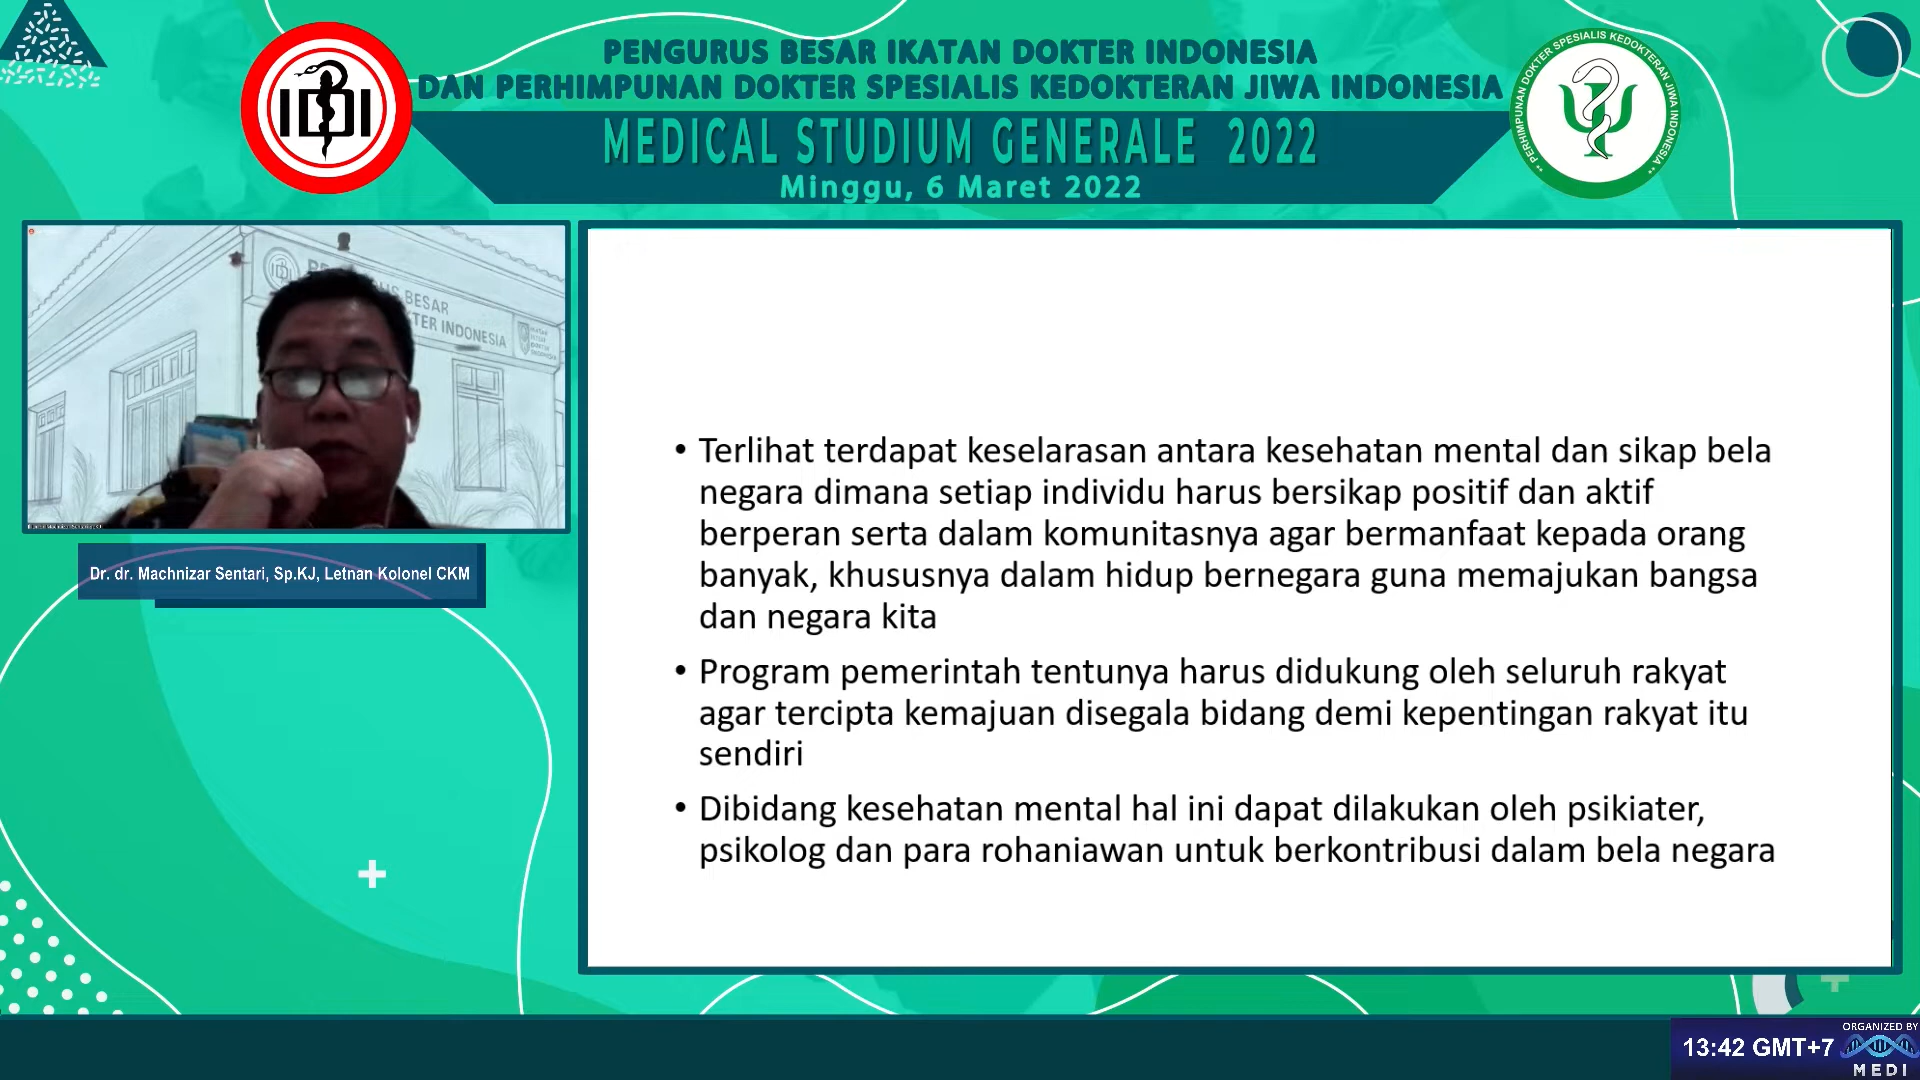 PENGURUS BESAR IKATAN DOKTER INDONESIA
DAN PERHIMPUNAN DOKTER SPESIALIS KEDOKTERAN JIWA INDONESIA
MEDICAL STUDIUM GENERALE 2022
Minggu, 6 Maret 2022
IDI
PERHIMPUNAN DOKTER SPESIALIS KEDOKTERAN JIWA INDONESIA
BESAR
DOKTER INDONESIA
Dr. dr. Machnizar Sentari, Sp.KJ, Letnan Kolonel CKM
• Terlihat terdapat keselarasan antara kesehatan mental dan sikap bela
negara dimana setiap individu harus bersikap positif dan aktif
berperan serta dalam komunitasnya agar bermanfaat kepada orang
banyak, khususnya dalam hidup bernegara guna memajukan bangsa
dan negara kita
• Program pemerintah tentunya harus didukung oleh seluruh rakyat
agar tercipta kemajuan disegala bidang demi kepentingan rakyat itu
sendiri
• Dibidang kesehatan mental hal ini dapat dilakukan oleh psikiater,
psikolog dan para rohaniawan untuk berkontribusi dalam bela negara
13:42 GMT+7
ORGANIZED BY
MEDI